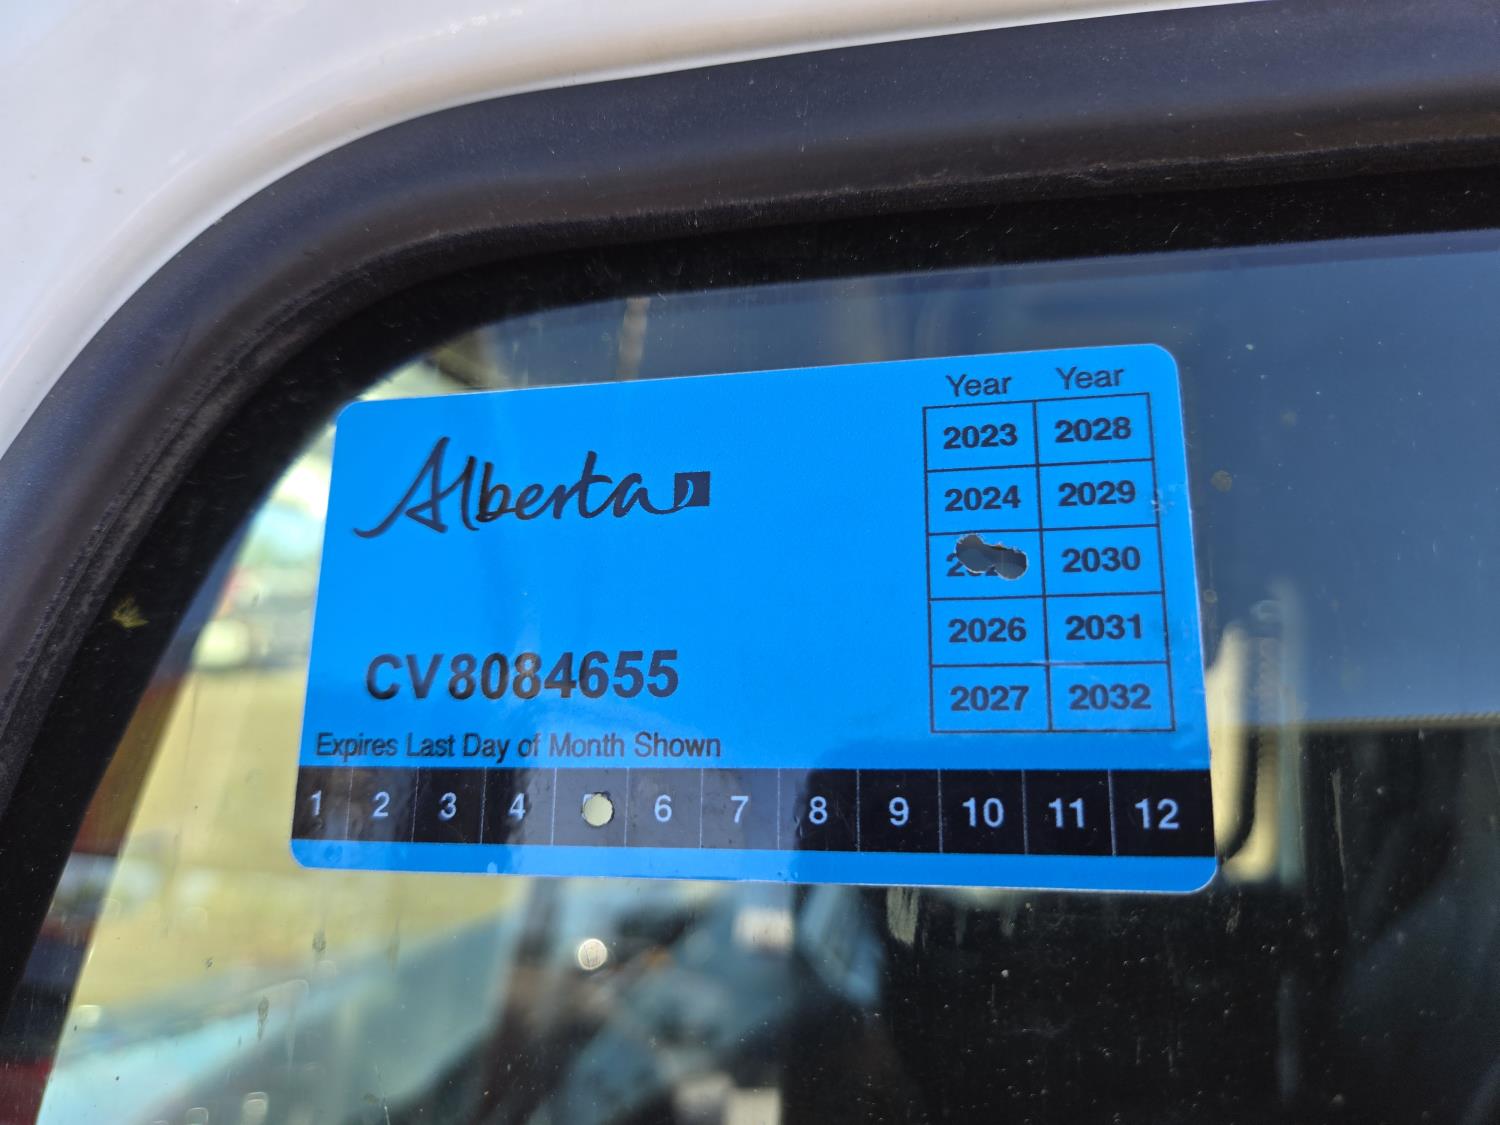 Alberta
Year Year
2023 2028
2024 2029
2030
2026 2031
2027 2032
CV8084655
Expires Last Day of Month Shown
1 2 3 4 6 7 8 9 10 11 12